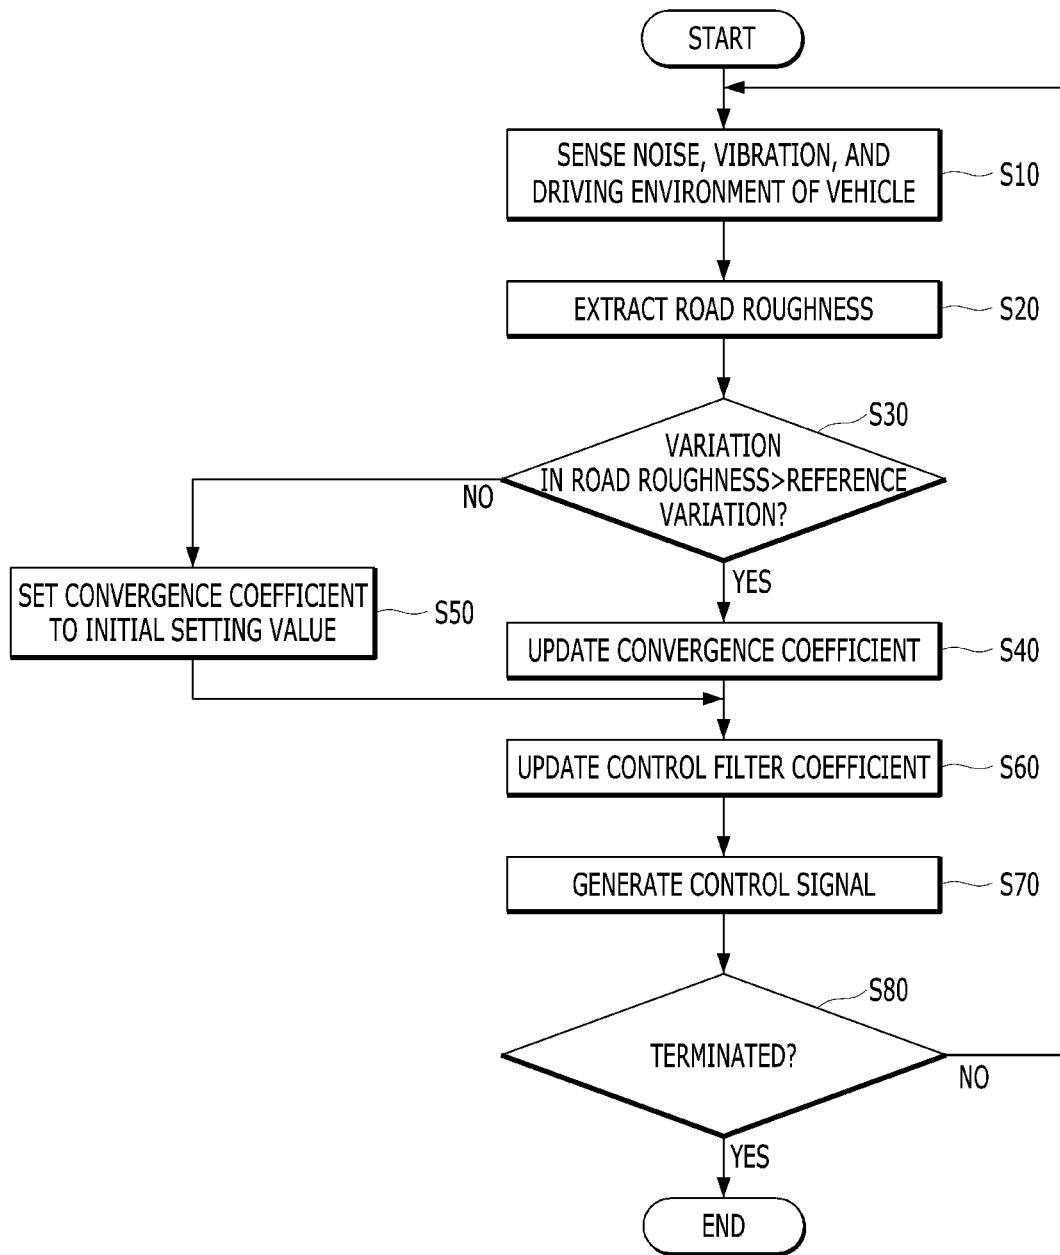 START
SENSE NOISE, VIBRATION, AND
DRIVING ENVIRONMENT OF VEHICLE
S10
EXTRACT ROAD ROUGHNESS
S20
S30
VARIATION
IN ROAD ROUGHNESS>REFERENCE
VARIATION?
NO
YES
SET CONVERGENCE COEFFICIENT
TO INITIAL SETTING VALUE
S50
UPDATE CONVERGENCE COEFFICIENT
S40
UPDATE CONTROL FILTER COEFFICIENT
S60
GENERATE CONTROL SIGNAL
S70
S80
TERMINATED?
NO
YES
END